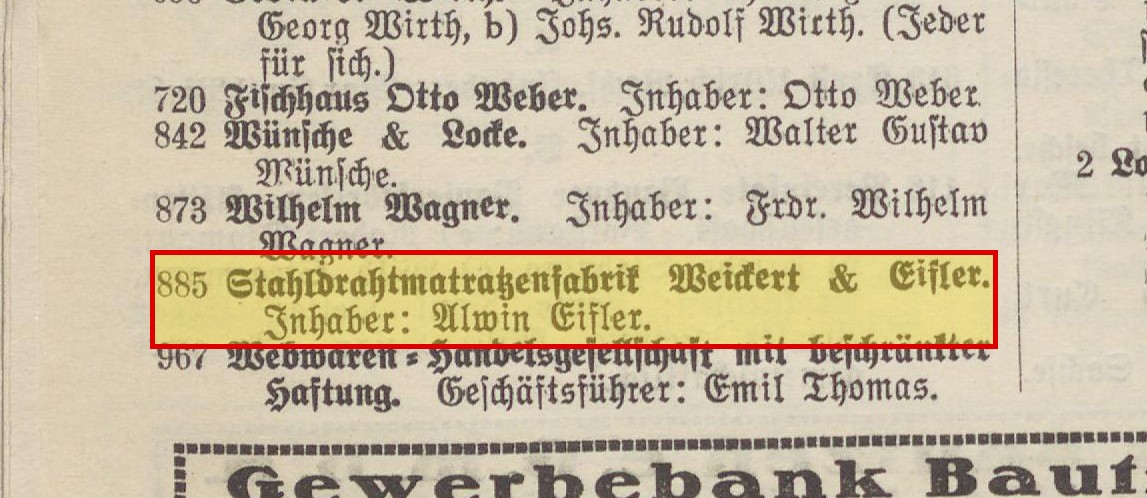 Georg Wirth, b) Johs. Rudolf Wirth. (Jeder
für sich.)
720 Fischhaus Otto Weber. Inhaber: Otto Weber.
842 Wünsche & Locke. Inhaber: Walter Gustav
Münsche.
873 Wilhelm Wagner. Inhaber: Frdr. Wilhelm
Wagner.
885 Stahldrahtmatratzenfabrik Weickert & Eifler.
Inhaber: Alwin Eifler.
967 Webwaren-Handelsgesellschaft mit beschränkter
Haftung. Geschäftsführer: Emil Thomas.
2 Lo
Gewerbebank Baut